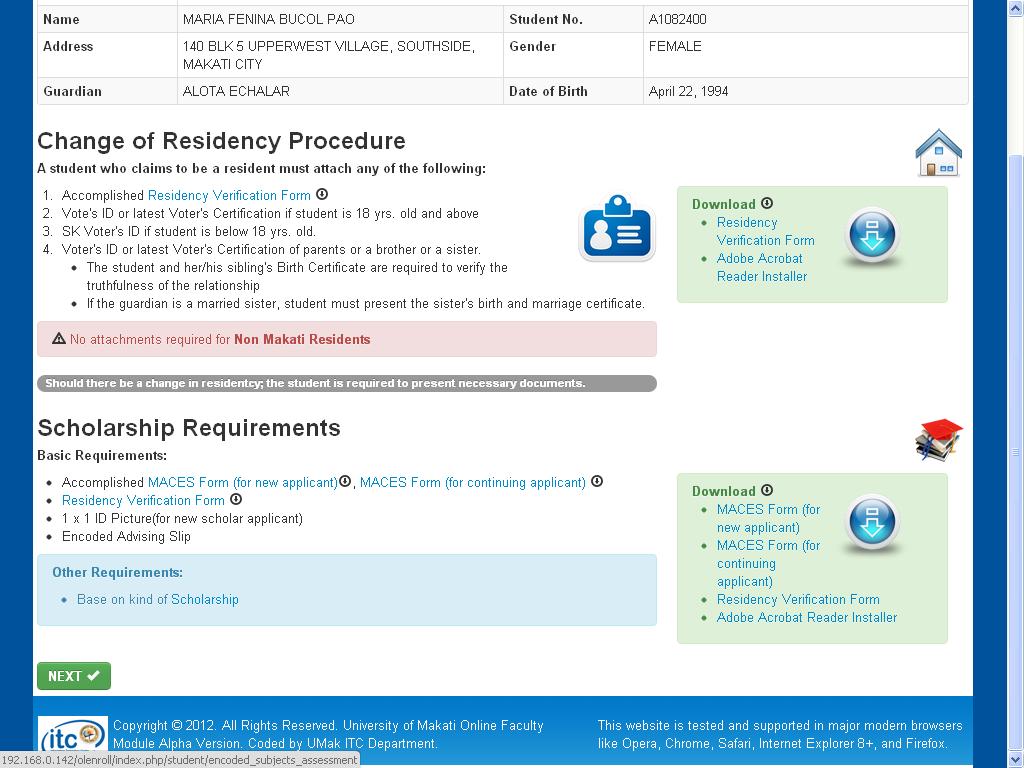 Name MARIA FENINA BUCOL PAO Student No. A1082400
Address 140 BLK 5 UPPERWEST VILLAGE, SOUTHSIDE, Gender FEMALE
MAKATI CITY
Guardian ALOTA ECHALAR Date of Birth April 22, 1994
Change of Residency Procedure
A student who claims to be a resident must attach any of the following:
1. Accomplished Residency Verification Form
2. Vote's ID or latest Voter's Certification if student is 18 yrs. old and above
3. SK Voter's ID if student is below 18 yrs. old.
4. Voter's ID or latest Voter's Certification of parents or a brother or a sister.
• The student and her/his sibling's Birth Certificate are required to verify the
truthfulness of the relationship
• If the guardian is a married sister, student must present the sister's birth and marriage certificate.
Download
• Residency
Verification Form
• Adobe Acrobat
Reader Installer
No attachments required for Non Makati Residents
Should there be a change in residentcy; the student is required to present necessary documents.
Scholarship Requirements
Basic Requirements:
• Accomplished MACES Form (for new applicant), MACES Form (for continuing applicant)
• Residency Verification Form
• 1 x 1 ID Picture(for new scholar applicant)
• Encoded Advising Slip
Other Requirements:
• Base on kind of Scholarship
Download
• MACES Form (for
new applicant)
• MACES Form (for
continuing
applicant)
• Residency Verification Form
• Adobe Acrobat Reader Installer
NEXT
itc
Copyright © 2012. All Rights Reserved. University of Makati Online Faculty
Module Alpha Version. Coded by UMak ITC Department.
This website is tested and supported in major modern browsers
like Opera, Chrome, Safari, Internet Explorer 8+, and Firefox.
192.168.0.142/olenroll/index.php/student/encoded_subjects_assessment